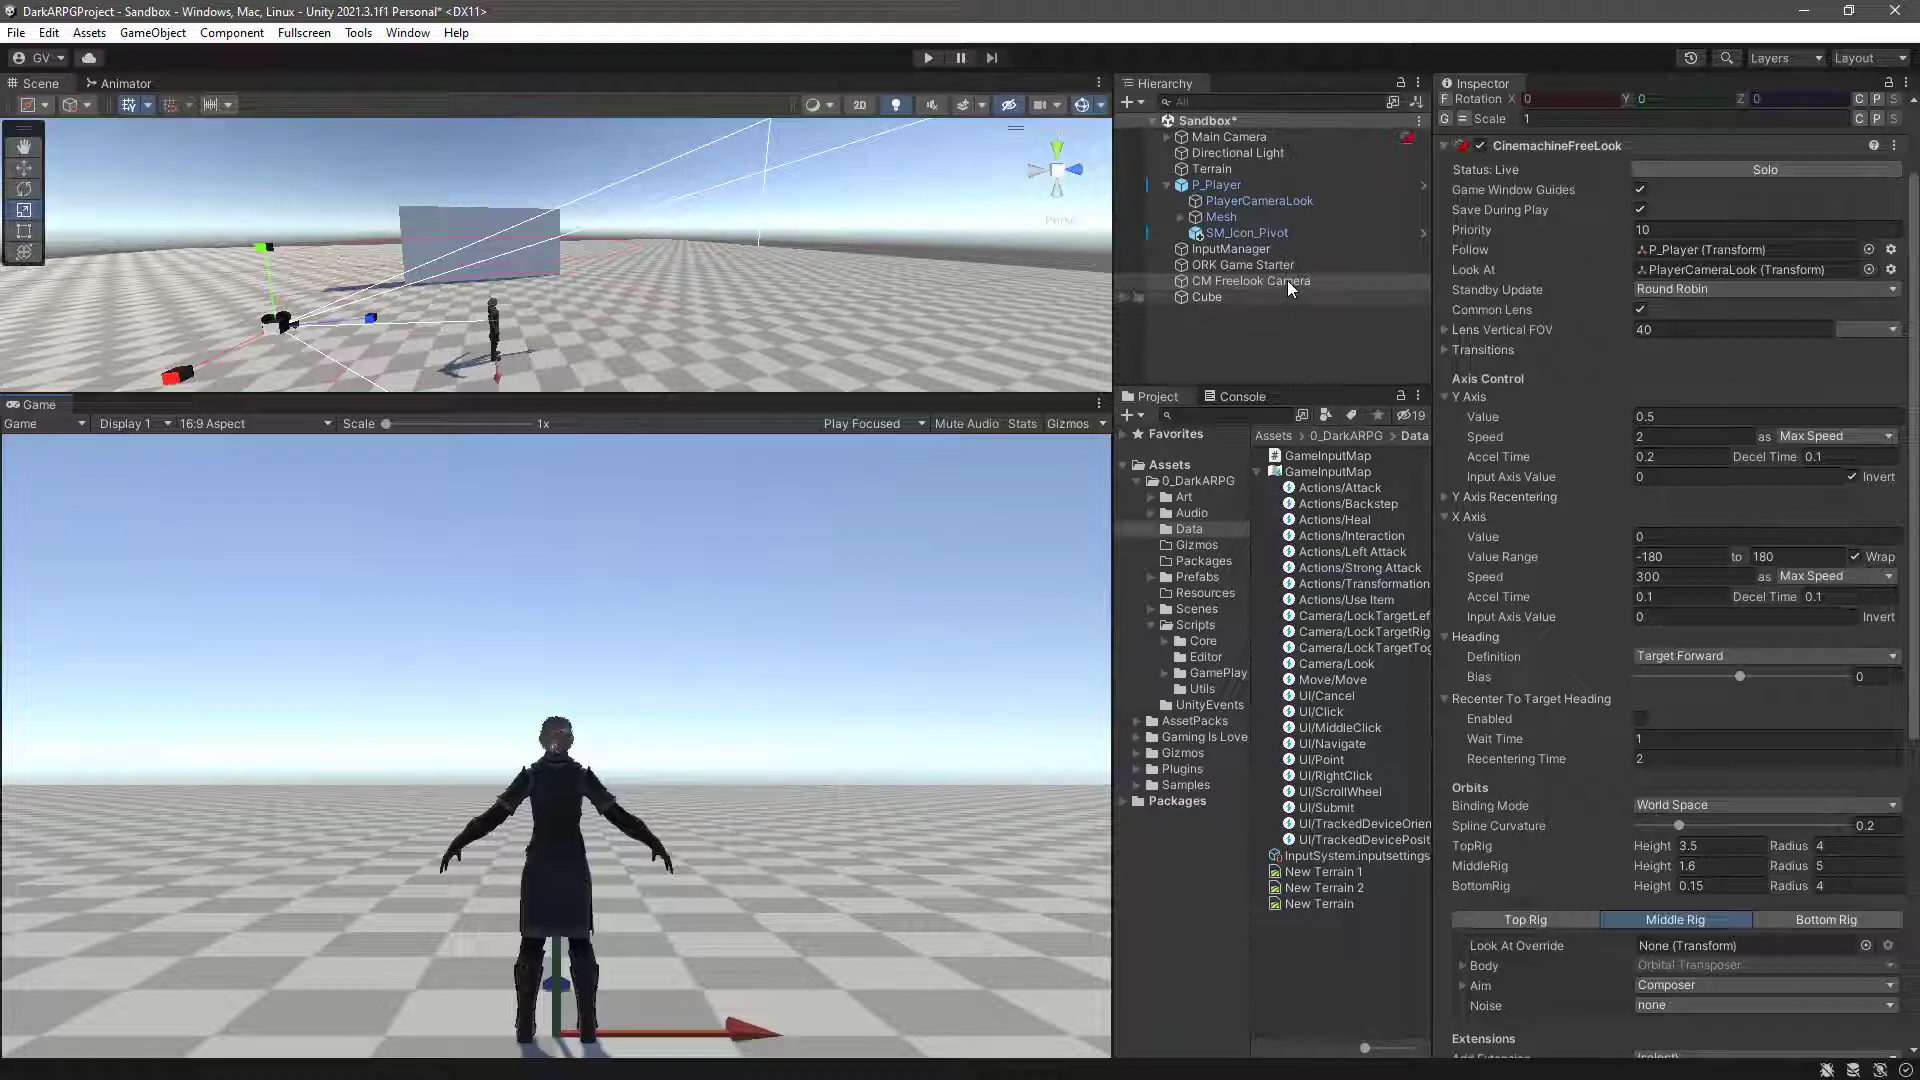 DarkARPGProject - Sandbox - Windows, Mac, Linux - Unity 2021.3.1f1 Personal* <DX11>
File Edit Assets GameObject Component Fullscreen Tools Window Help
GV Layers Layout
Scene Animator
2D
Persp
Game
Game Display 1 16:9 Aspect Scale 1x Play Focused Mute Audio Stats Gizmos
Hierarchy
All
Sandbox*
Main Camera
Directional Light
Terrain
P_Player
PlayerCameraLook
Mesh
SM_Icon_Pivot
InputManager
ORK Game Starter
CM Freelook Camera
Cube
Project Console
19
Favorites
Assets
0_DarkARPG
Art
Audio
Data
Gizmos
Packages
Prefabs
Resources
Scenes
Scripts
Core
Editor
GamePlay
Utils
UnityEvents
AssetPacks
Gaming Is Love
Gizmos
Plugins
Samples
Packages
Assets > 0_DarkARPG > Data
GameInputMap
GameInputMap
Actions/Attack
Actions/Backstep
Actions/Heal
Actions/Interaction
Actions/Left Attack
Actions/Strong Attack
Actions/Transformation
Actions/Use Item
Camera/LockTargetLef
Camera/LockTargetRig
Camera/LockTargetTog
Camera/Look
Move/Move
UI/Cancel
UI/Click
UI/MiddleClick
UI/Navigate
UI/Point
UI/RightClick
UI/ScrollWheel
UI/Submit
UI/TrackedDeviceOrien
UI/TrackedDevicePosit
InputSystem.inputsettings
New Terrain 1
New Terrain 2
New Terrain
Inspector
F Rotation X 0 Y 0 Z 0 C P S
G = Scale 1 C P S
CinemachineFreeLook
Status: Live Solo
Game Window Guides
Save During Play
Priority 10
Follow P_Player (Transform)
Look At PlayerCameraLook (Transform)
Standby Update Round Robin
Common Lens
Lens Vertical FOV 40
Transitions
Axis Control
Y Axis
Value 0.5
Speed 2 as Max Speed
Accel Time 0.2 Decel Time 0.1
Input Axis Value 0 Invert
Y Axis Recentering
X Axis
Value 0
Value Range -180 to 180 Wrap
Speed 300 as Max Speed
Accel Time 0.1 Decel Time 0.1
Input Axis Value 0 Invert
Heading
Definition Target Forward
Bias 0
Recenter To Target Heading
Enabled
Wait Time 1
Recentering Time 2
Orbits
Binding Mode World Space
Spline Curvature 0.2
TopRig Height 3.5 Radius 4
MiddleRig Height 1.6 Radius 5
BottomRig Height 0.15 Radius 4
Top Rig Middle Rig Bottom Rig
Look At Override None (Transform)
Body Orbital Transposer
Aim Composer
Noise none
Extensions
Add Extension (select)